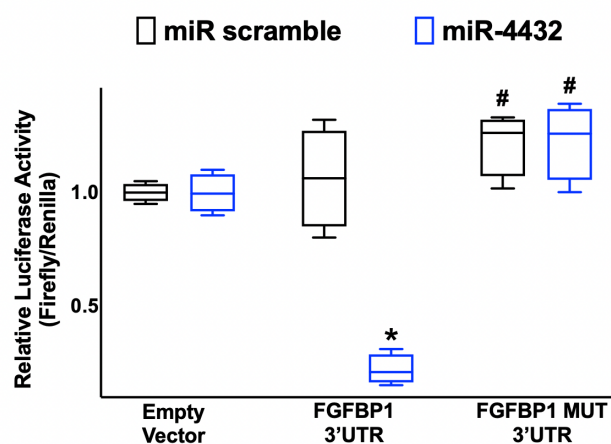 miR scramble
miR-4432
Relative Luciferase Activity
(Firefly/Renilla)
1.0
0.5
*
#
#
Empty
Vector
FGFBP1
3’UTR
FGFBP1 MUT
3’UTR